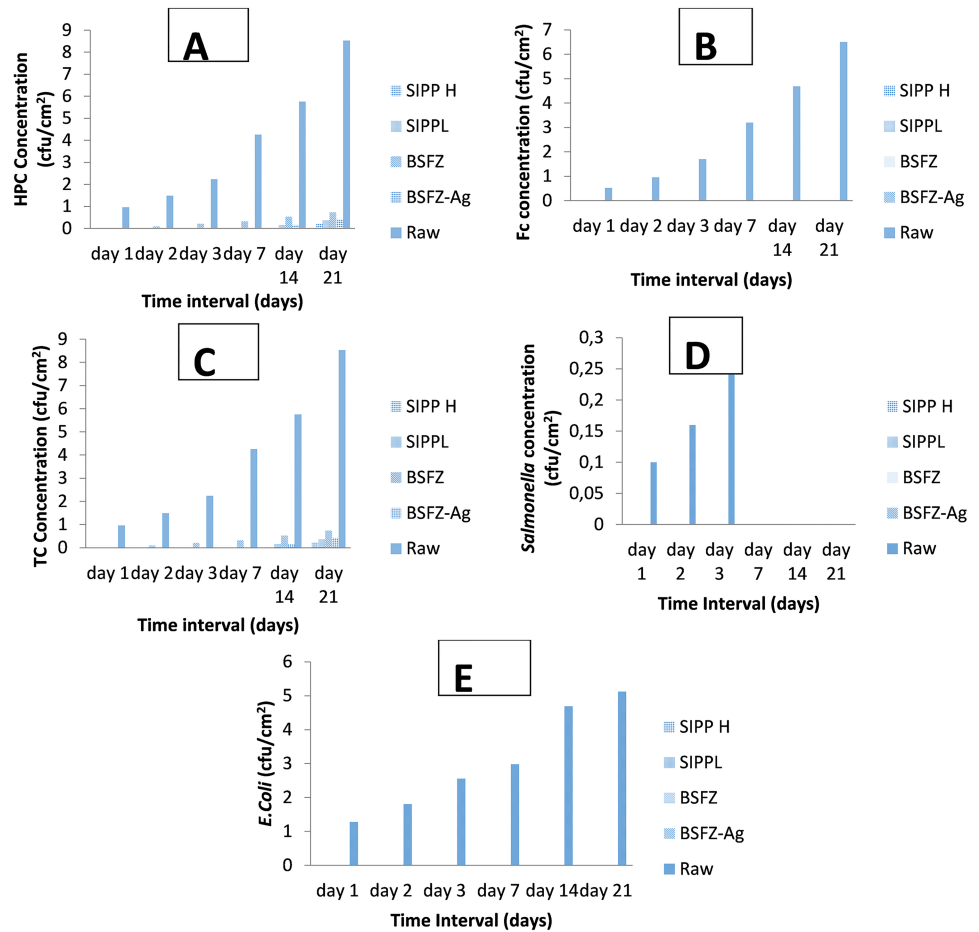 A
HPC Concentration
(cfu/cm²)
9
8
7
6
5
4
3
2
1
0
day 1 day 2 day 3 day 7 day day
14 21
Time interval (days)
SIPP H
SIPPL
BSFZ
BSFZ-Ag
Raw
B
Fc concentration (cfu/cm²)
7
6
5
4
3
2
1
0
day 1 day 2 day 3 day 7 day day
14 21
Time interval (days)
SIPP H
SIPPL
BSFZ
BSFZ-Ag
Raw
C
TC Concentration (cfu/cm²)
9
8
7
6
5
4
3
2
1
0
day 1 day 2 day 3 day 7 day day
14 21
Time interval (days)
SIPP H
SIPPL
BSFZ
BSFZ-Ag
Raw
D
Salmonella concentration
(cfu/cm²)
0,3
0,25
0,2
0,15
0,1
0,05
0
day day day day day day
1 2 3 7 14 21
Time Interval (days)
SIPP H
SIPPL
BSFZ
BSFZ-Ag
Raw
E
E.Coli (cfu/cm²)
6
5
4
3
2
1
0
day 1 day 2 day 3 day 7 day 14 day 21
Time Interval (days)
SIPP H
SIPPL
BSFZ
BSFZ-Ag
Raw